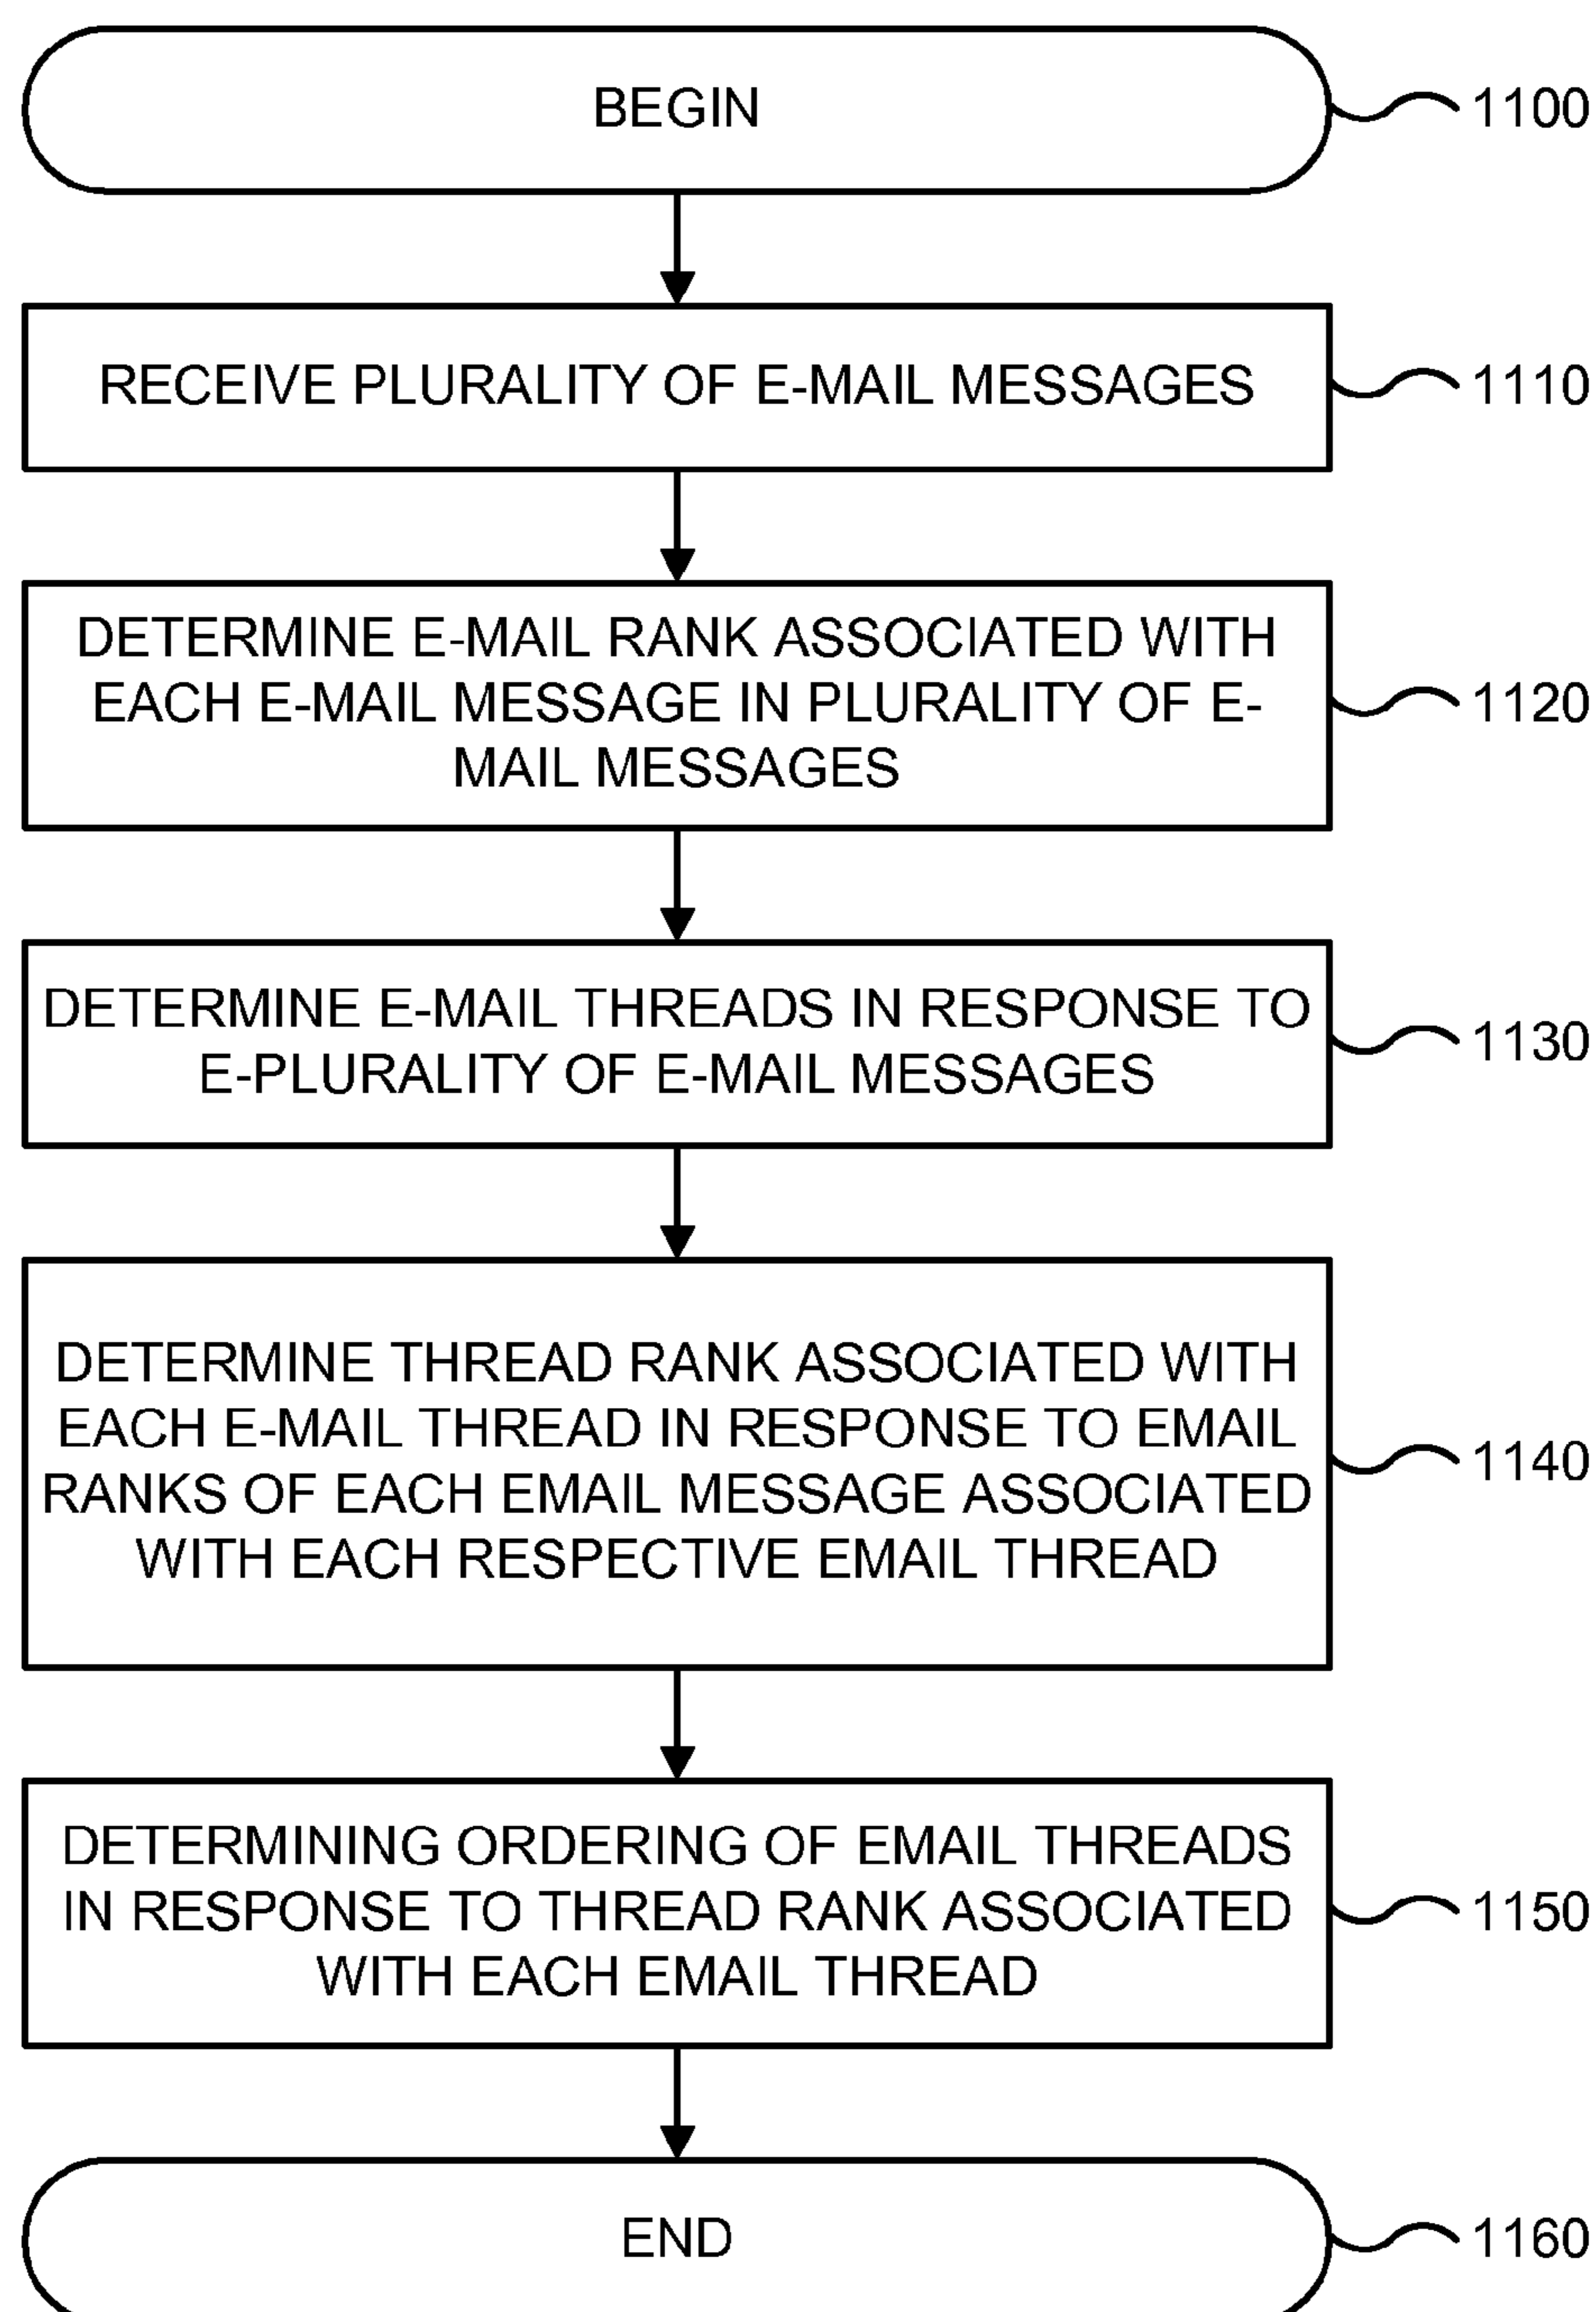 BEGIN
1100
RECEIVE PLURALITY OF E-MAIL MESSAGES
1110
DETERMINE E-MAIL RANK ASSOCIATED WITH
EACH E-MAIL MESSAGE IN PLURALITY OF E-
MAIL MESSAGES
1120
DETERMINE E-MAIL THREADS IN RESPONSE TO
E-PLURALITY OF E-MAIL MESSAGES
1130
DETERMINE THREAD RANK ASSOCIATED WITH
EACH E-MAIL THREAD IN RESPONSE TO EMAIL
RANKS OF EACH EMAIL MESSAGE ASSOCIATED
WITH EACH RESPECTIVE EMAIL THREAD
1140
DETERMINING ORDERING OF EMAIL THREADS
IN RESPONSE TO THREAD RANK ASSOCIATED
WITH EACH EMAIL THREAD
1150
END
1160